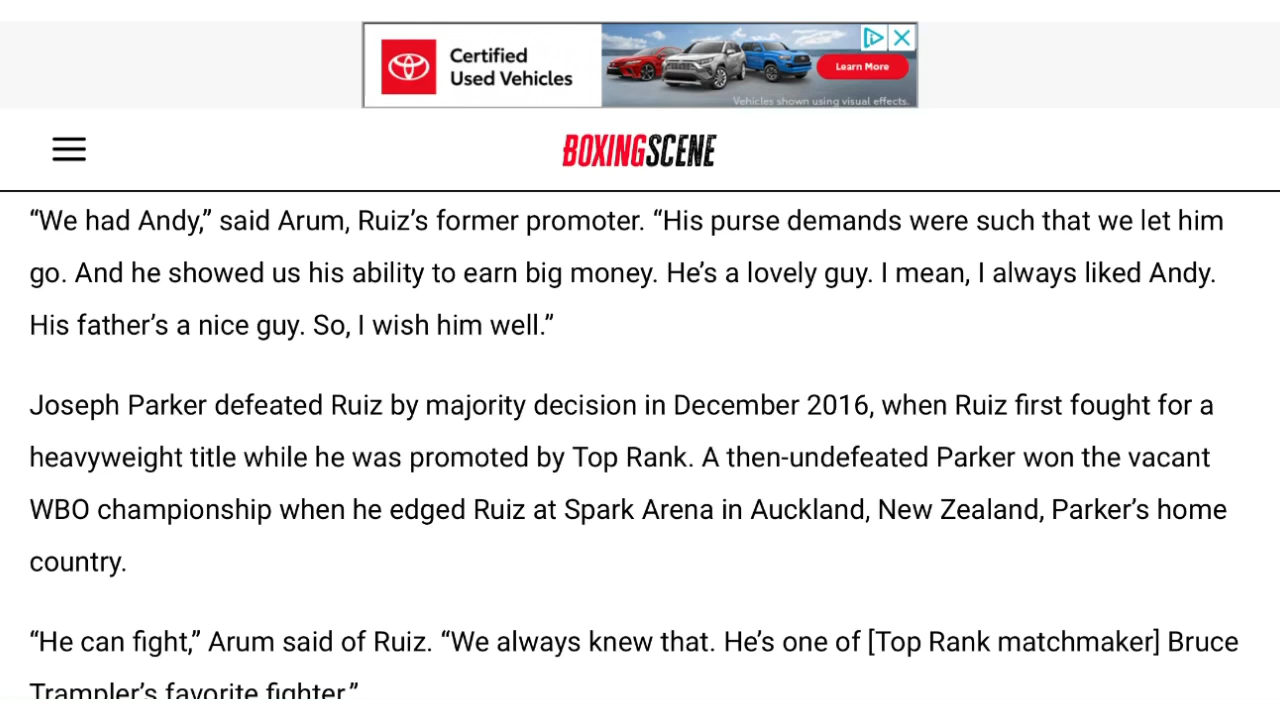 Certified
Used Vehicles
Learn More
Vehicles shown using visual effects.
BOXINGSCENE
“We had Andy,” said Arum, Ruiz’s former promoter. “His purse demands were such that we let him
go. And he showed us his ability to earn big money. He’s a lovely guy. I mean, I always liked Andy.
His father’s a nice guy. So, I wish him well.”
Joseph Parker defeated Ruiz by majority decision in December 2016, when Ruiz first fought for a
heavyweight title while he was promoted by Top Rank. A then-undefeated Parker won the vacant
WBO championship when he edged Ruiz at Spark Arena in Auckland, New Zealand, Parker’s home
country.
“He can fight,” Arum said of Ruiz. “We always knew that. He’s one of [Top Rank matchmaker] Bruce
Trampler’s favorite fighter.”